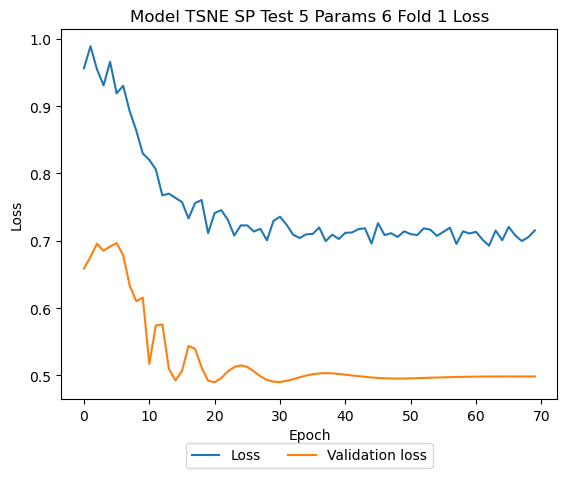 Model TSNE SP Test 5 Params 6 Fold 1 Loss
1.0
0.9
0.8
0.7
0.6
0.5
Loss
0 10 20 30 40 50 60 70
Epoch
Loss Validation loss